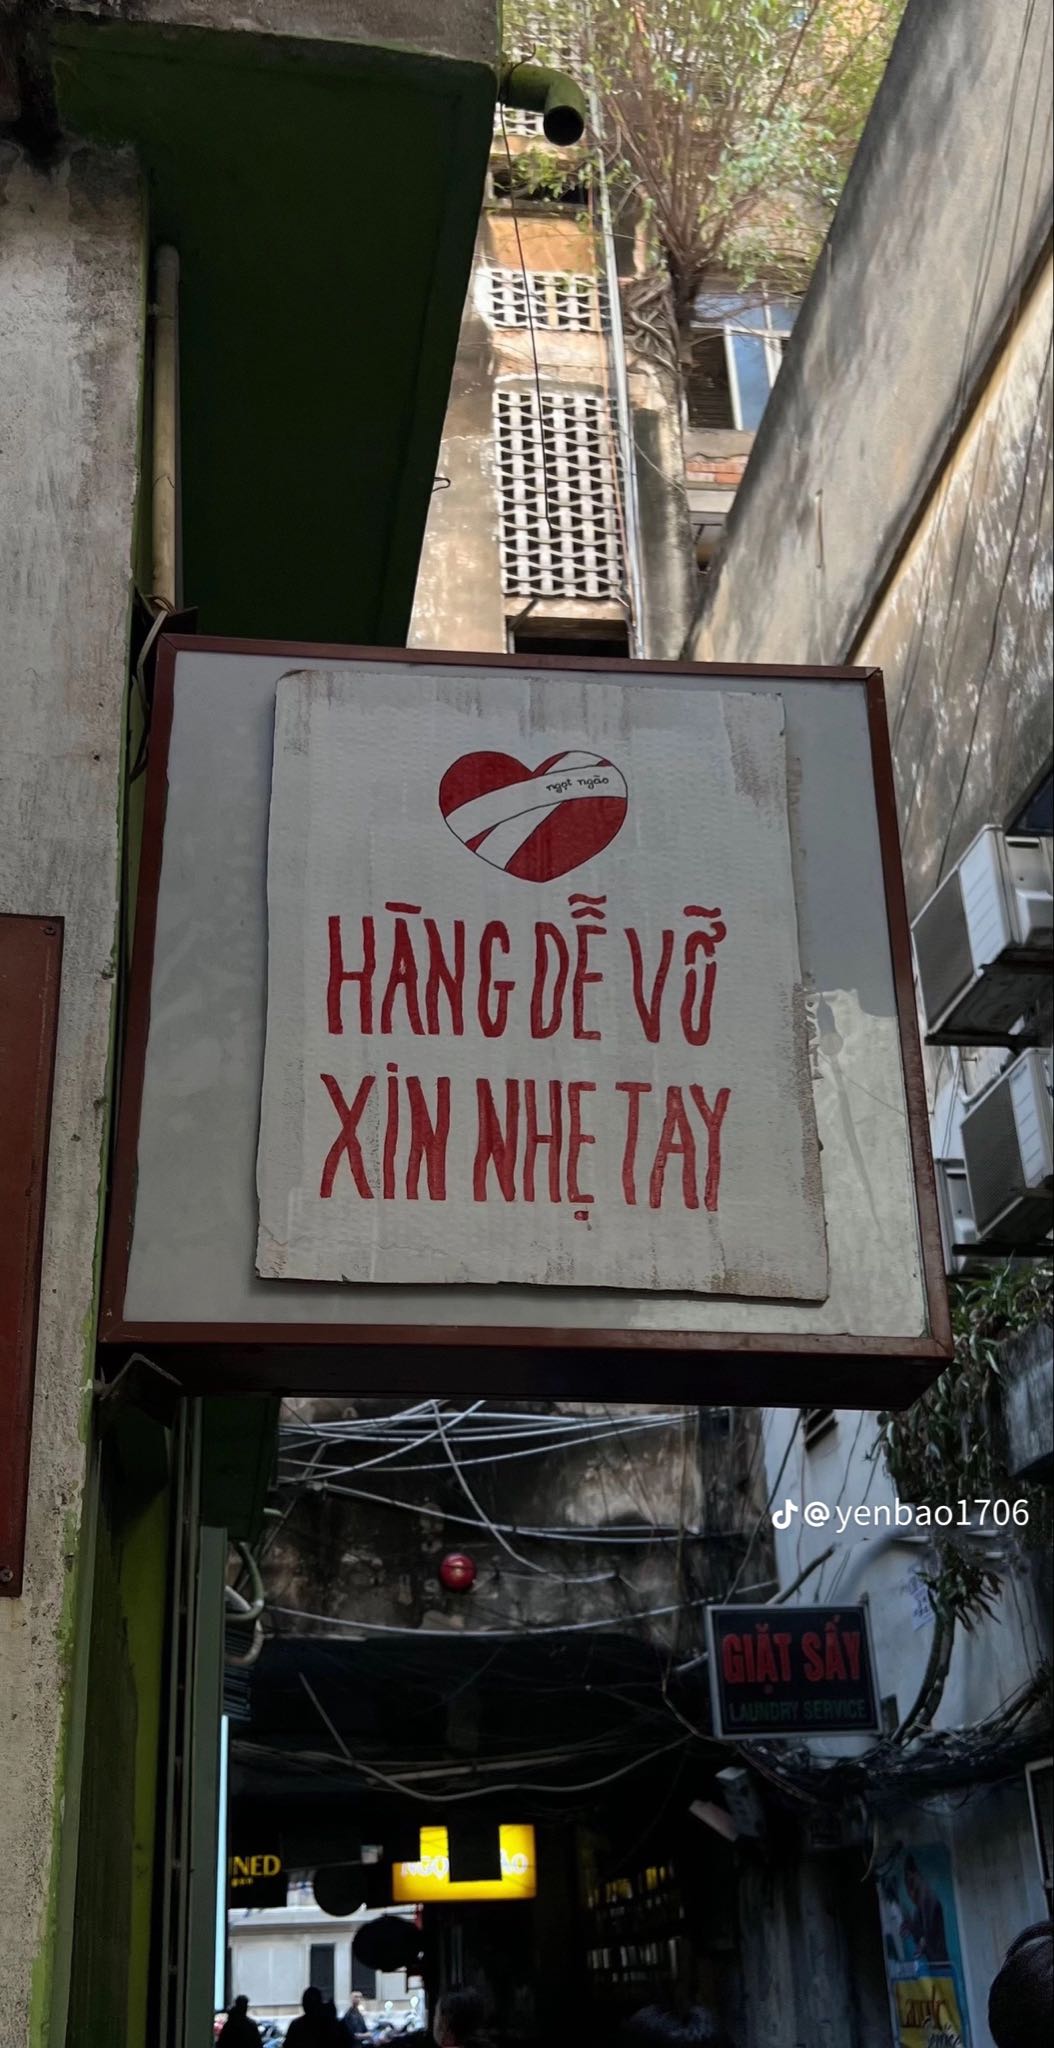 ngọt ngào
HÀNG DỄ VỠ
XIN NHẸ TAY
@yenbao1706
GIẶT SẤY
LAUNDRY SERVICE